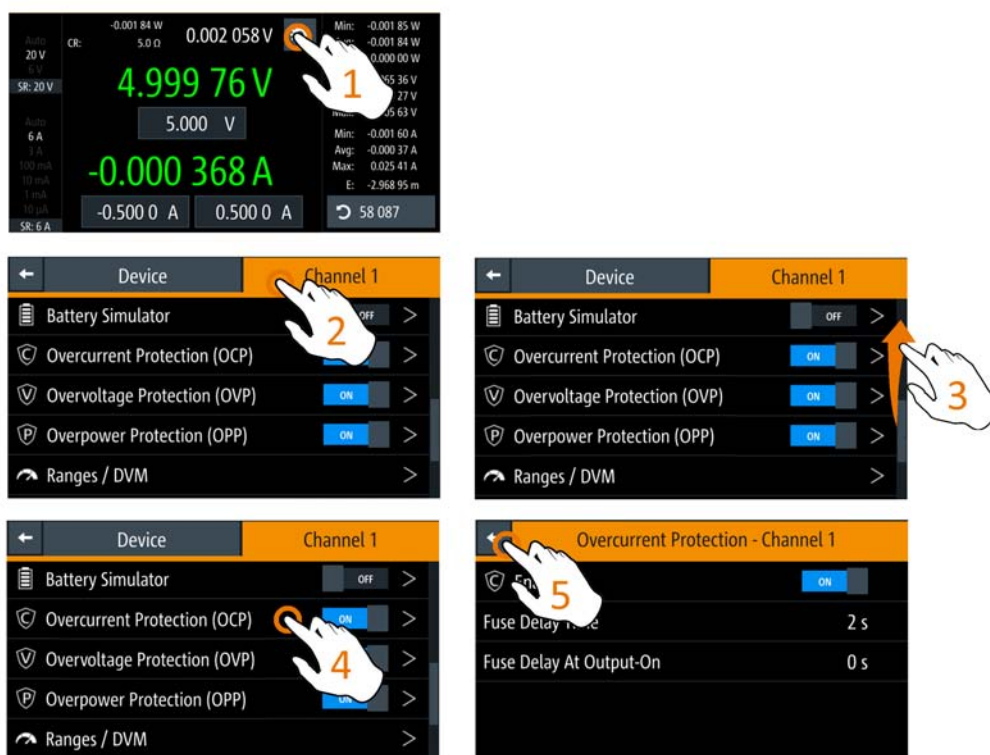 -0.001 84 W
CR: 5.0 Ω 0.002 058 V
Auto
20 V
6 V
SR: 20 V
4.999 76 V
5.000 V
Auto
6 A
3 A
100 mA
10 mA
1 mA
10 µA
SR: 6 A
-0.000 368 A
-0.500 0 A 0.500 0 A
Min: -0.001 85 W
-0.001 84 W
0.000 00 W
65 36 V
27 V
05 63 V
Min: -0.001 60 A
Avg: -0.000 37 A
Max: 0.025 41 A
E: -2.968 95 m
58 087
1
Device Channel 1
Battery Simulator OFF
Overcurrent Protection (OCP)
Overvoltage Protection (OVP) ON
Overpower Protection (OPP) ON
Ranges / DVM
2
Device Channel 1
Battery Simulator OFF
Overcurrent Protection (OCP) ON
Overvoltage Protection (OVP) ON
Overpower Protection (OPP) ON
Ranges / DVM
3
Device Channel 1
Battery Simulator OFF
Overcurrent Protection (OCP) ON
Overvoltage Protection (OVP)
Overpower Protection (OPP) ON
Ranges / DVM
4
Overcurrent Protection - Channel 1
ON
Fuse Delay 2 s
Fuse Delay At Output-On 0 s
5